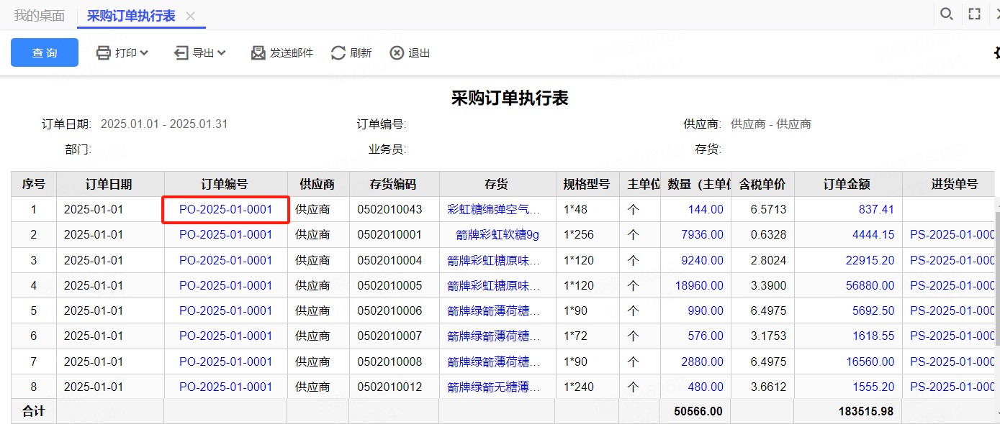 我的桌面 采购订单执行表
查询 打印 导出 发送邮件 刷新 退出
采购订单执行表
订单日期: 2025.01.01 - 2025.01.31 订单编号: 供应商: 供应商 - 供应商
部门: 业务员: 存货:
序号 订单日期 订单编号 供应商 存货编码 存货 规格型号 主单位 数量（主单位 含税单价 订单金额 进货单号
1 2025-01-01 PO-2025-01-0001 供应商 0502010043 彩虹糖绵弹空气... 1*48 个 144.00 6.5713 837.41
2 2025-01-01 PO-2025-01-0001 供应商 0502010001 箭牌彩虹软糖9g 1*256 个 7936.00 0.6328 4444.15 PS-2025-01-000
3 2025-01-01 PO-2025-01-0001 供应商 0502010004 箭牌彩虹糖原味... 1*120 个 9240.00 2.8024 22915.20 PS-2025-01-000
4 2025-01-01 PO-2025-01-0001 供应商 0502010005 箭牌彩虹糖原味... 1*120 个 18960.00 3.3900 56880.00 PS-2025-01-000
5 2025-01-01 PO-2025-01-0001 供应商 0502010006 箭牌绿箭薄荷糖... 1*90 个 990.00 6.4975 5692.50 PS-2025-01-000
6 2025-01-01 PO-2025-01-0001 供应商 0502010007 箭牌绿箭薄荷糖... 1*72 个 576.00 3.1753 1618.55 PS-2025-01-000
7 2025-01-01 PO-2025-01-0001 供应商 0502010008 箭牌绿箭薄荷糖... 1*90 个 2880.00 6.4975 16560.00 PS-2025-01-000
8 2025-01-01 PO-2025-01-0001 供应商 0502010012 箭牌绿箭无糖薄... 1*240 个 480.00 3.6612 1555.20 PS-2025-01-000
合计 50566.00 183515.98